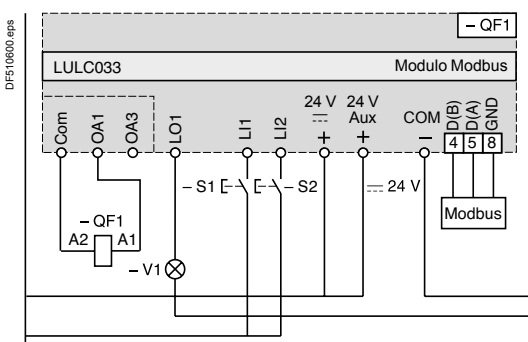 DF510600.eps
– QF1
LULC033 Modulo Modbus
Com OA1 OA3 LO1 LI1 LI2 24 V + 24 V Aux + COM – D(B) D(A) GND
4 5 8
– S1 – S2 24 V Modbus
– QF1
A2 A1
– V1